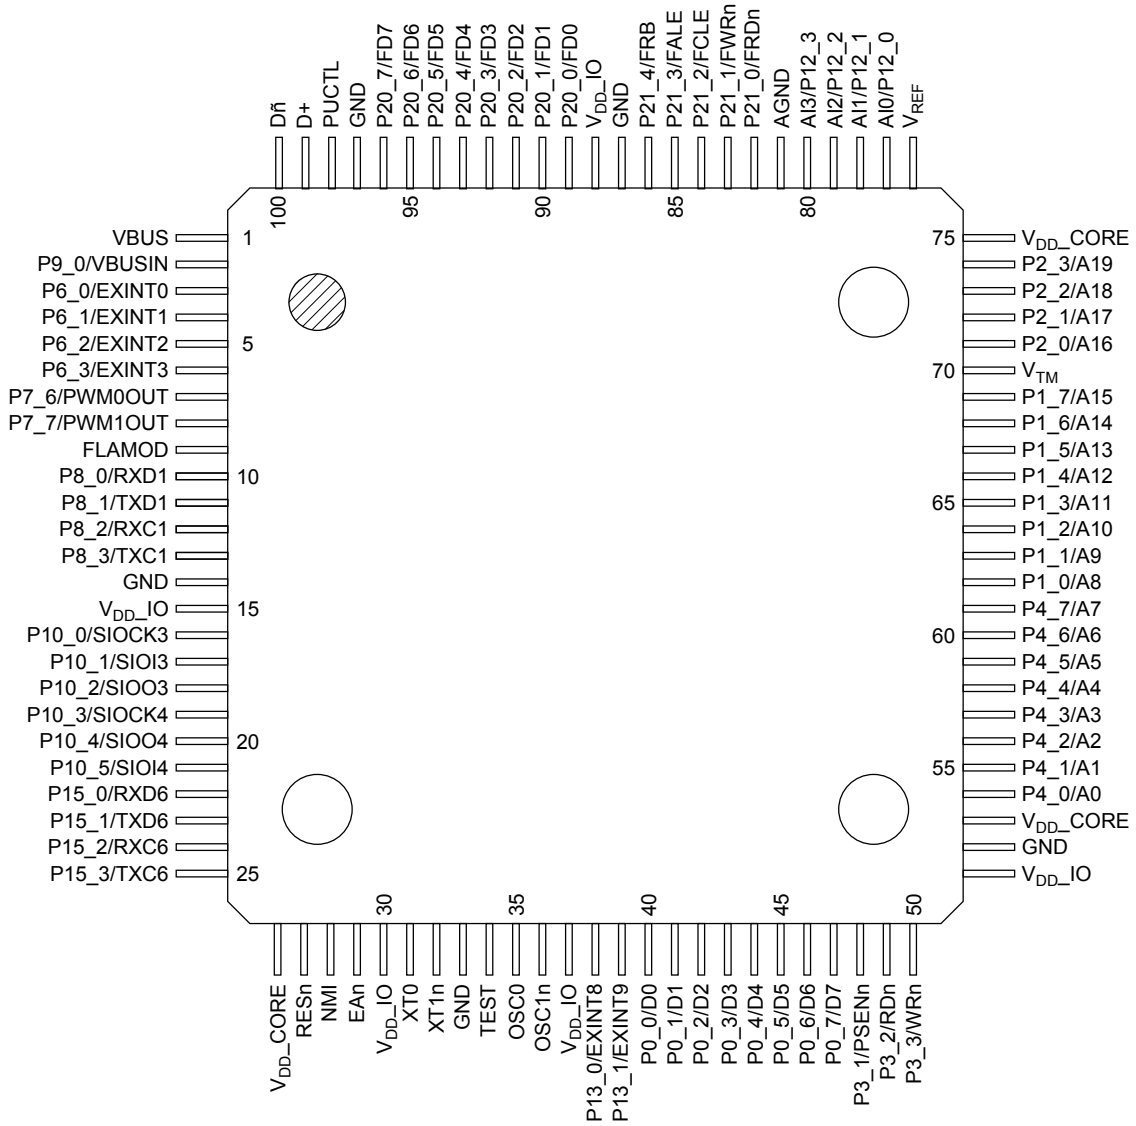 Dñ
D+
PUCTL
GND
P20_7/FD7
P20_6/FD6
P20_5/FD5
P20_4/FD4
P20_3/FD3
P20_2/FD2
P20_1/FD1
P20_0/FD0
VDD_IO
GND
P21_4/FRB
P21_3/FALE
P21_2/FCLE
P21_1/FWRn
P21_0/FRDn
AGND
AI3/P12_3
AI2/P12_2
AI1/P12_1
AI0/P12_0
VREF
100
95
90
85
80
VBUS
P9_0/VBUSIN
P6_0/EXINT0
P6_1/EXINT1
P6_2/EXINT2
P6_3/EXINT3
P7_6/PWM0OUT
P7_7/PWM1OUT
FLAMOD
P8_0/RXD1
P8_1/TXD1
P8_2/RXC1
P8_3/TXC1
GND
VDD_IO
P10_0/SIOCK3
P10_1/SIOI3
P10_2/SIOO3
P10_3/SIOCK4
P10_4/SIOO4
P10_5/SIOI4
P15_0/RXD6
P15_1/TXD6
P15_2/RXC6
P15_3/TXC6
1
5
10
15
20
25
75
70
65
60
55
VDD_CORE
P2_3/A19
P2_2/A18
P2_1/A17
P2_0/A16
VTM
P1_7/A15
P1_6/A14
P1_5/A13
P1_4/A12
P1_3/A11
P1_2/A10
P1_1/A9
P1_0/A8
P4_7/A7
P4_6/A6
P4_5/A5
P4_4/A4
P4_3/A3
P4_2/A2
P4_1/A1
P4_0/A0
VDD_CORE
GND
VDD_IO
30
35
40
45
50
VDD_CORE
RESn
NMI
EAn
VDD_IO
XT0
XT1n
GND
TEST
OSC0
OSC1n
VDD_IO
P13_0/EXINT8
P13_1/EXINT9
P0_0/D0
P0_1/D1
P0_2/D2
P0_3/D3
P0_4/D4
P0_5/D5
P0_6/D6
P0_7/D7
P3_1/PSENn
P3_2/RDn
P3_3/WRn